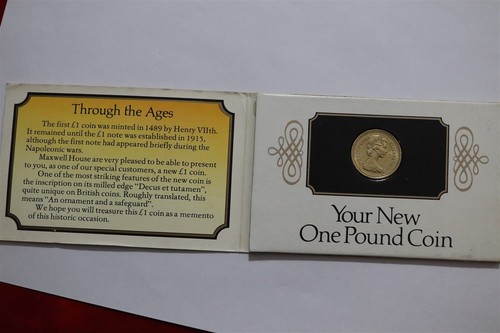 Through the Ages
The first £1 coin was minted in 1489 by Henry VIIth.
It remained until the £1 note was established in 1915,
although the first note had appeared briefly during the
Napoleonic wars.
Maxwell House are very pleased to be able to present
to you, as one of our special customers, a new £1 coin.
One of the most striking features of the new coin is
the inscription on its milled edge "Decus et tutamen",
quite unique on British coins. Roughly translated, this
means "An ornament and a safeguard".
We hope you will treasure this £1 coin as a memento
of this historic occasion.
Your New
One Pound Coin